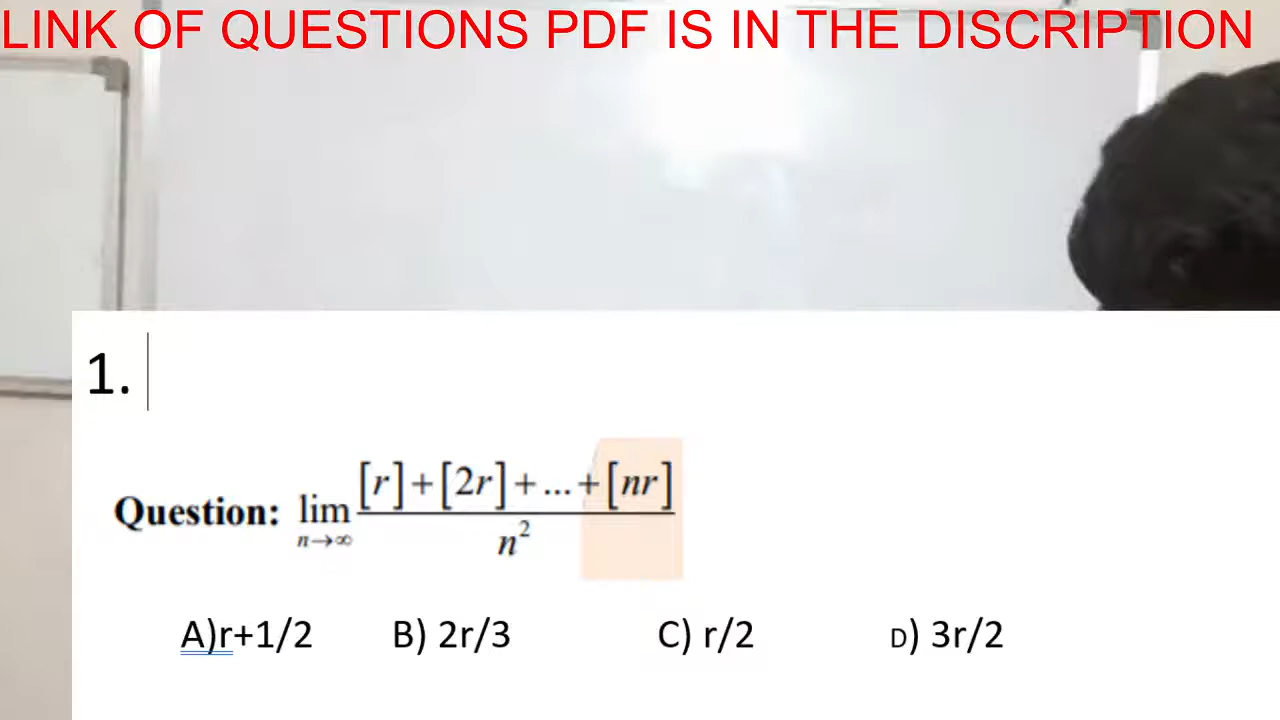 LINK OF QUESTIONS PDF IS IN THE DISCRIPTION
1.
Question: lim n→∞ [r]+[2r]+...+[nr] / n²
A)r+1/2 B) 2r/3 C) r/2 D) 3r/2